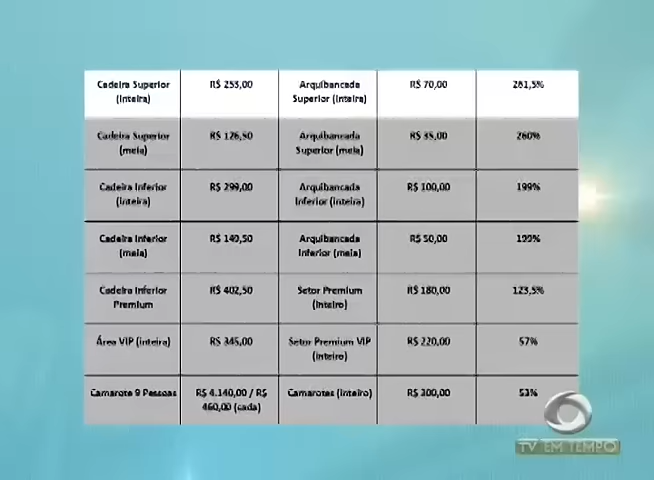 Cadeira Superior R$ 253,00 Arquibancada R$ 70,00 261,5%
(inteira) Superior (inteira)
Cadeira Superior R$ 126,50 Arquibancada R$ 35,00 260%
(meia) Superior (meia)
Cadeira Inferior R$ 299,00 Arquibancada R$ 100,00 199%
(inteira) Inferior (inteira)
Cadeira Inferior R$ 149,50 Arquibancada R$ 50,00 199%
(meia) Inferior (meia)
Cadeira Inferior R$ 402,50 Setor Premium R$ 180,00 123,5%
Premium (inteiro)
Área VIP (inteira) R$ 345,00 Setor Premium VIP R$ 220,00 57%
(inteiro)
Camarote 9 Pessoas R$ 4.140,00 / R$ Camarotes (inteiro) R$ 300,00 53%
460,00 (cada)
TV EM TEMPO